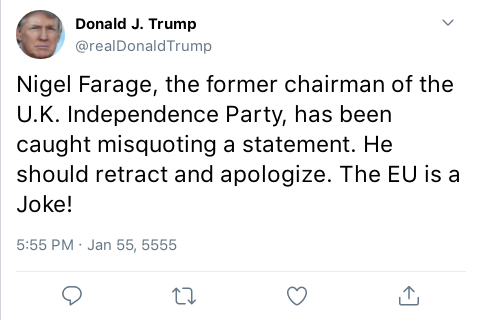 Donald J. Trump
@realDonaldTrump
Nigel Farage, the former chairman of the
U.K. Independence Party, has been
caught misquoting a statement. He
should retract and apologize. The EU is a
Joke!
5:55 PM · Jan 55, 5555